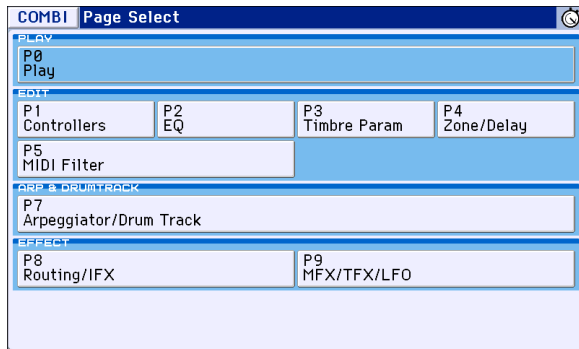 COMBI Page Select
PLAY
P0
Play
EDIT
P1 P2 P3 P4
Controllers EQ Timbre Param Zone/Delay
P5
MIDI Filter
ARP & DRUMTRACK
P7
Arpeggiator/Drum Track
EFFECT
P8 P9
Routing/IFX MFX/TFX/LFO